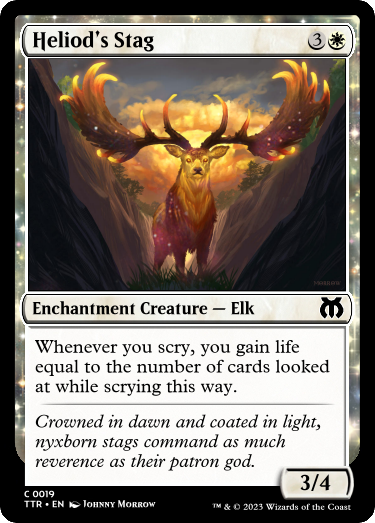 Heliod's Stag 3
Enchantment Creature — Elk
Whenever you scry, you gain life
equal to the number of cards looked
at while scrying this way.
Crowned in dawn and coated in light,
nyxborn stags command as much
reverence as their patron god.
3/4
C 0019
TTR • EN Johnny Morrow
™ & © 2023 Wizards of the Coast